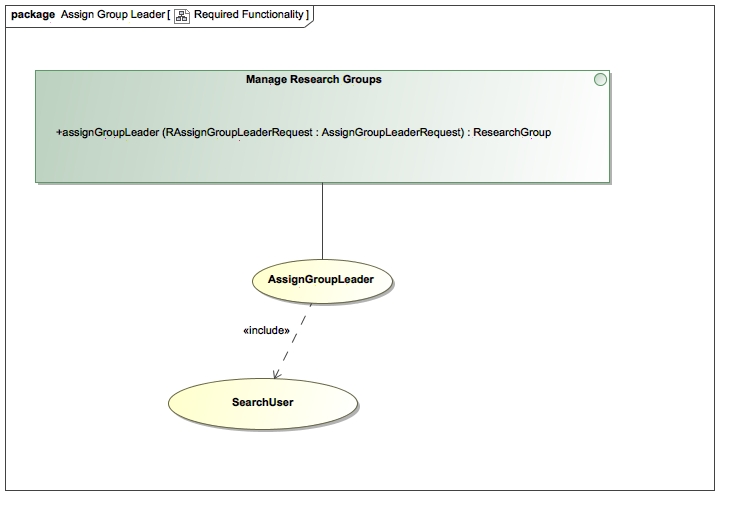 package Assign Group Leader [ Required Functionality ]
Manage Research Groups
+assignGroupLeader (RAssignGroupLeaderRequest : AssignGroupLeaderRequest) : ResearchGroup
AssignGroupLeader
«include»
SearchUser